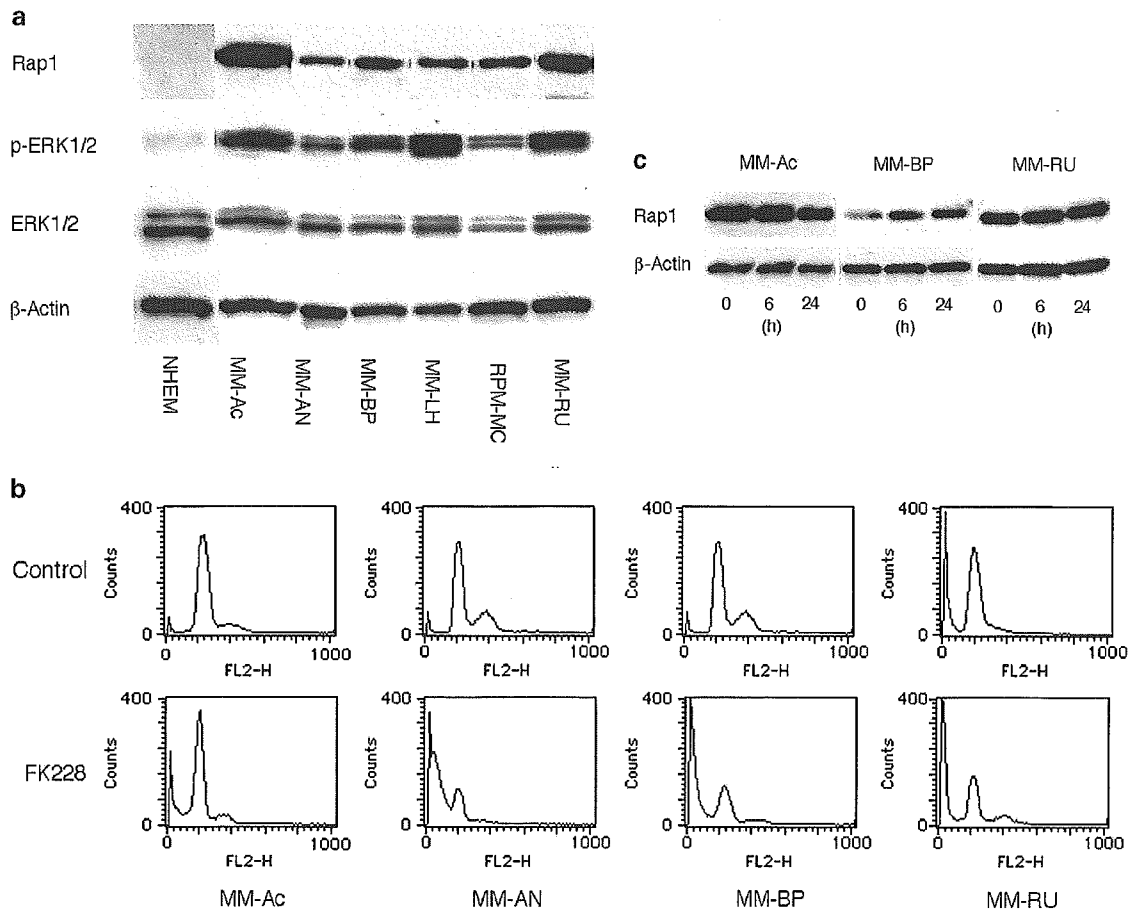 a
Rap1
p-ERK1/2
ERK1/2
β-Actin
NHEM
MM-Ac
MM-AN
MM-BP
MM-LH
RPM-MC
MM-RU
c
MM-Ac MM-BP MM-RU
Rap1
β-Actin
0 6 24 0 6 24 0 6 24
(h) (h) (h)
b
Control
400 400 400 400
Counts Counts Counts Counts
0 0 0 0
0 1000 0 1000 0 1000 0 1000
FL2-H FL2-H FL2-H FL2-H
FK228
400 400 400 400
Counts Counts Counts Counts
0 0 0 0
0 1000 0 1000 0 1000 0 1000
FL2-H FL2-H FL2-H FL2-H
MM-Ac MM-AN MM-BP MM-RU